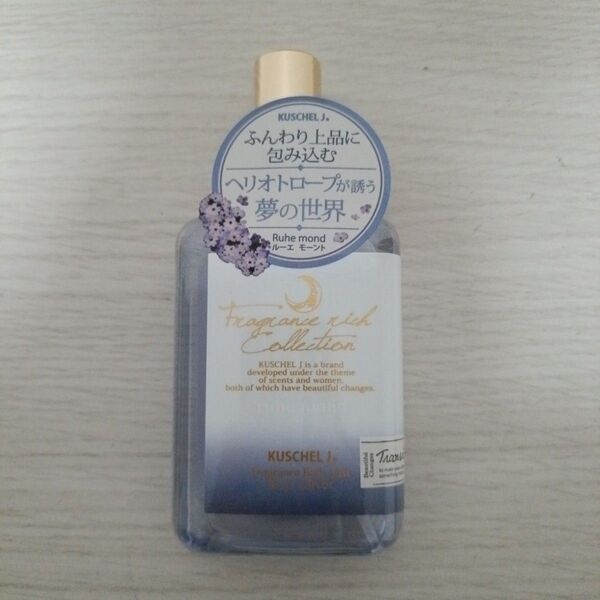 KUSCHEL J®
ふんわり上品に
包み込む
ヘリオトロープが誘う
夢の世界
Ruhe mond
ルーエ モーント
Fragrance rich
Collection
KUSCHEL J is a brand
developed under the theme
of scents and women,
both of which have beautiful changes.
KUSCHEL J®
Beautiful
Changes